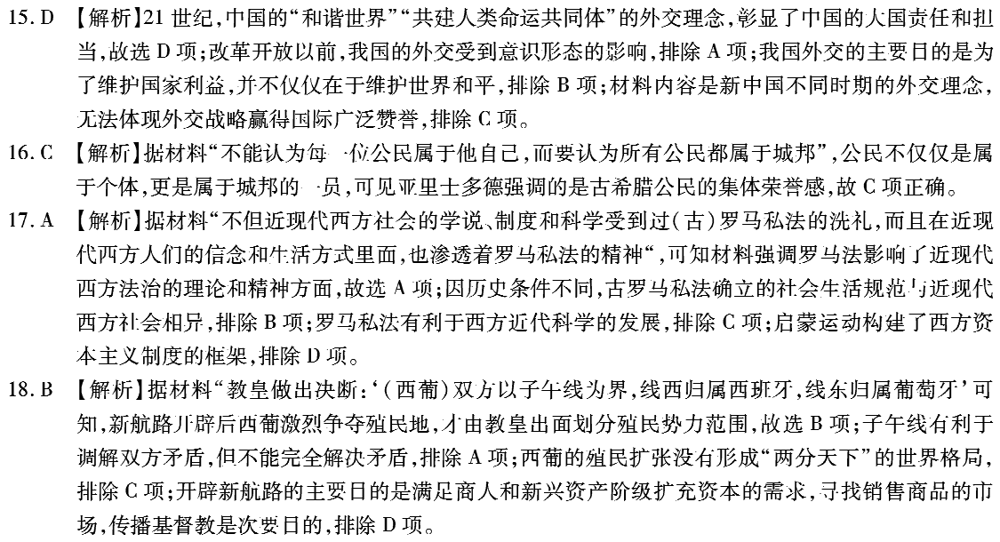 15. D 【解析】21 世纪,中国的“和谐世界”“共建人类命运共同体”的外交理念,彰显了中国的大国责任和担
当,故选 D 项;改革开放以前,我国的外交受到意识形态的影响,排除 A 项;我国外交的主要目的是为
了维护国家利益,并不仅仅在于维护世界和平,排除 B 项;材料内容是新中国不同时期的外交理念,
无法体现外交战略赢得国际广泛赞誉,排除 C 项。
16. C 【解析】据材料“不能认为每一位公民属于他自己,而要认为所有公民都属于城邦”,公民不仅仅是属
于个体,更是属于城邦的一员,可见亚里士多德强调的是古希腊公民的集体荣誉感,故 C 项正确。
17. A 【解析】据材料“不但近现代西方社会的学说、制度和科学受到过(古)罗马私法的洗礼,而且在近现
代西方人们的信念和生活方式里面,也渗透着罗马私法的精神“,可知材料强调罗马法影响了近现代
西方法治的理论和精神方面,故选 A 项;因历史条件不同,古罗马私法确立的社会生活规范与近现代
西方社会相异,排除 B 项;罗马私法有利于西方近代科学的发展,排除 C 项;启蒙运动构建了西方资
本主义制度的框架,排除 D 项。
18. B 【解析】据材料“教皇做出决断:‘(西葡)双方以子午线为界,线西归属西班牙,线东归属葡萄牙’可
知,新航路开辟后西葡激烈争夺殖民地,才由教皇出面划分殖民势力范围,故选 B 项;子午线有利于
调解双方矛盾,但不能完全解决矛盾,排除 A 项;西葡的殖民扩张没有形成“两分天下”的世界格局,
排除 C 项;开辟新航路的主要目的是满足商人和新兴资产阶级扩充资本的需求,寻找销售商品的市
场,传播基督教是次要目的,排除 D 项。